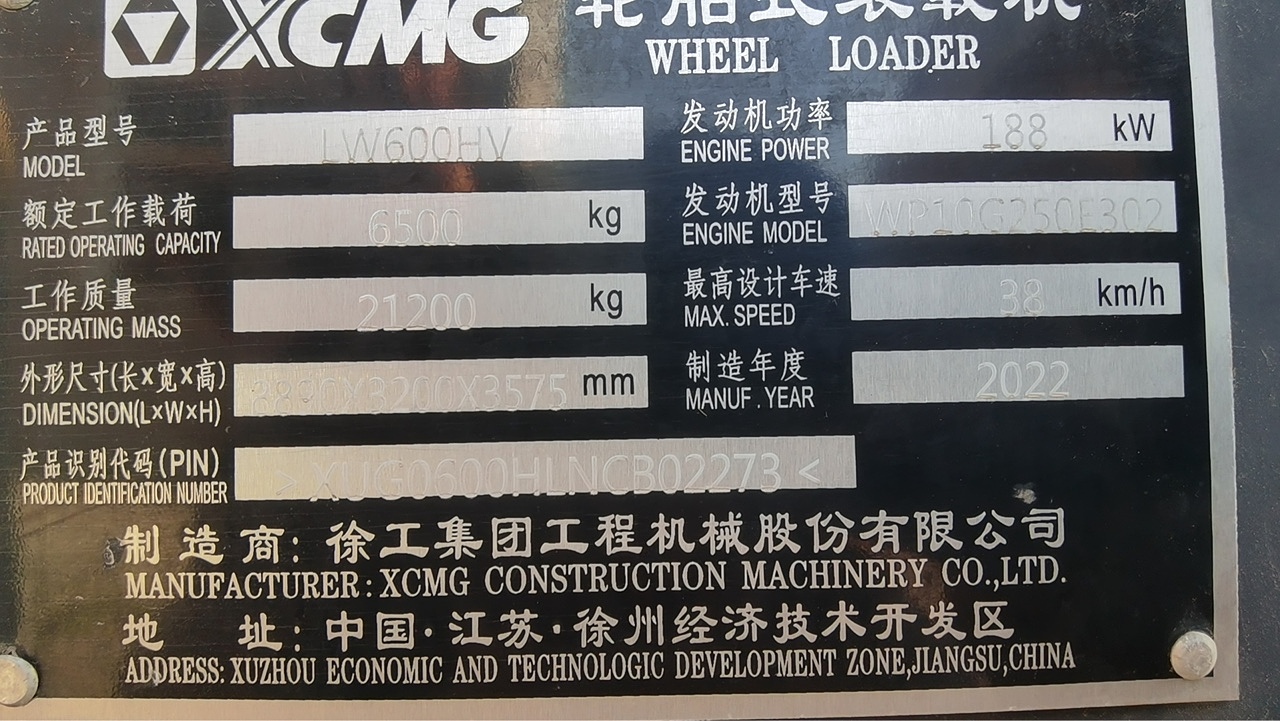 XCMG 轮胎式装载机
WHEEL LOADER
产品型号 LW600HV
MODEL
发动机功率 188 kW
ENGINE POWER
额定工作载荷 6500 kg
RATED OPERATING CAPACITY
发动机型号 WP10G250E302
ENGINE MODEL
工作质量 21200 kg
OPERATING MASS
最高设计车速 38 km/h
MAX. SPEED
外形尺寸(长×宽×高) mm
DIMENSION(L×W×H)
制造年度 2022
MANUF.YEAR
产品识别代码(PIN) >XUG0600HLNCB02273<
PRODUCT IDENTIFICATION NUMBER
制造商:徐工集团工程机械股份有限公司
MANUFACTURER:XCMG CONSTRUCTION MACHINERY CO.,LTD.
地址:中国·江苏·徐州经济技术开发区
ADDRESS:XUZHOU ECONOMIC AND TECHNOLOGIC DEVELOPMENT ZONE,JIANGSU,CHINA